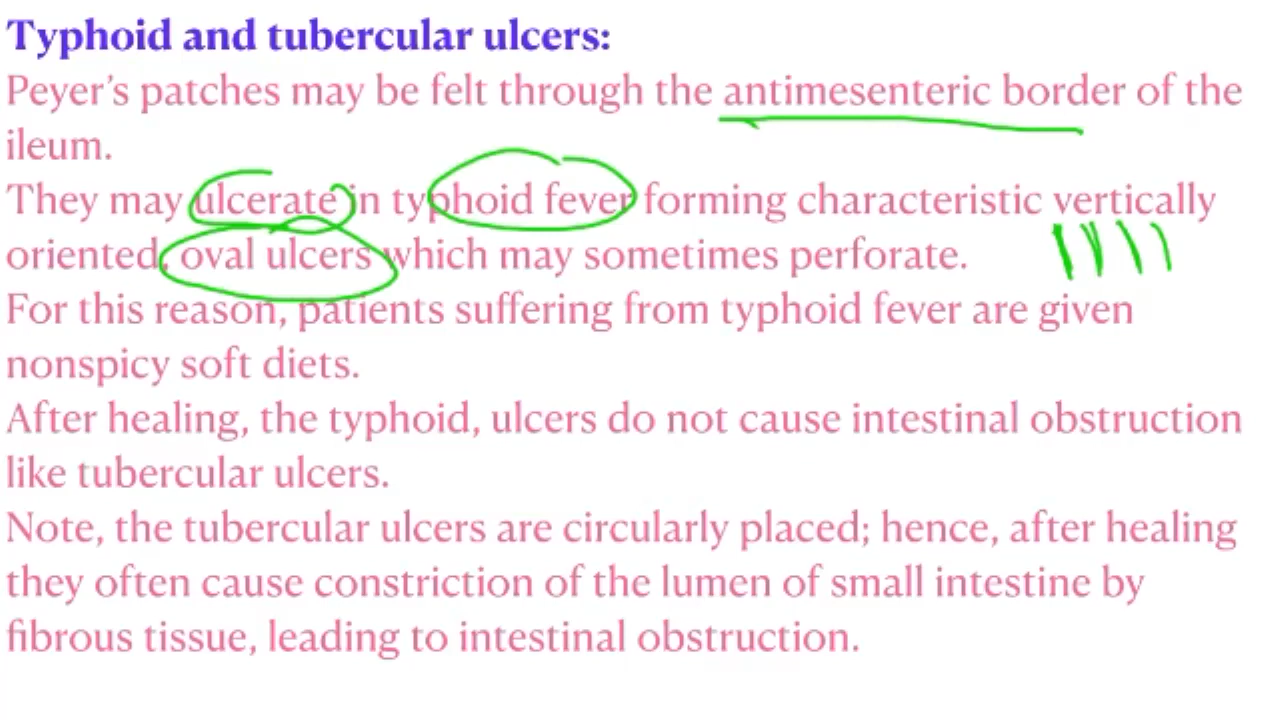 Typhoid and tubercular ulcers:
Peyer’s patches may be felt through the antimesenteric border of the
ileum.
They may ulcerate in typhoid fever forming characteristic vertically
oriented, oval ulcers which may sometimes perforate.
For this reason, patients suffering from typhoid fever are given
nonspicy soft diets.
After healing, the typhoid, ulcers do not cause intestinal obstruction
like tubercular ulcers.
Note, the tubercular ulcers are circularly placed; hence, after healing
they often cause constriction of the lumen of small intestine by
fibrous tissue, leading to intestinal obstruction.